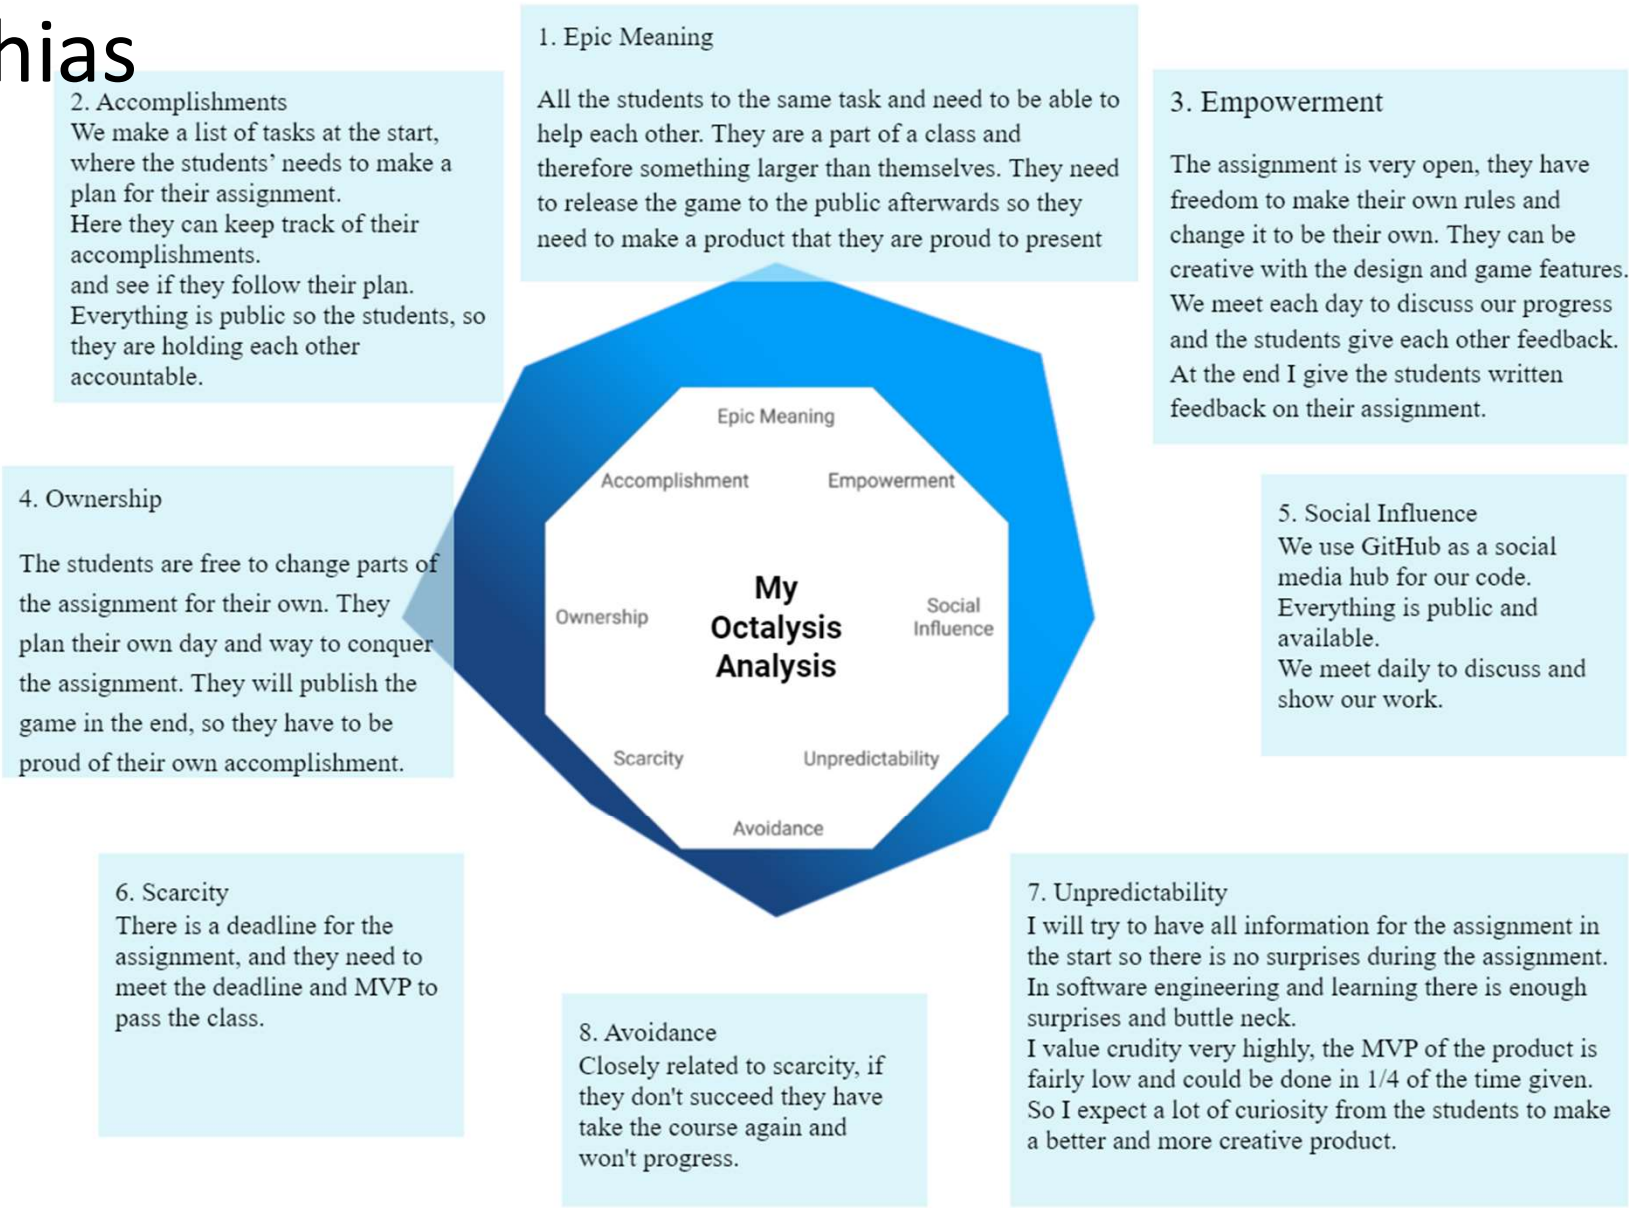 hias
1. Epic Meaning
All the students to the same task and need to be able to
help each other. They are a part of a class and
therefore something larger than themselves. They need
to release the game to the public afterwards so they
need to make a product that they are proud to present
2. Accomplishments
We make a list of tasks at the start,
where the students’ needs to make a
plan for their assignment.
Here they can keep track of their
accomplishments.
and see if they follow their plan.
Everything is public so the students, so
they are holding each other
accountable.
3. Empowerment
The assignment is very open, they have
freedom to make their own rules and
change it to be their own. They can be
creative with the design and game features.
We meet each day to discuss our progress
and the students give each other feedback.
At the end I give the students written
feedback on their assignment.
4. Ownership
The students are free to change parts of
the assignment for their own. They
plan their own day and way to conquer
the assignment. They will publish the
game in the end, so they have to be
proud of their own accomplishment.
Epic Meaning
Accomplishment
Empowerment
Ownership
My
Octalysis
Analysis
Social
Influence
Scarcity
Unpredictability
Avoidance
5. Social Influence
We use GitHub as a social
media hub for our code.
Everything is public and
available.
We meet daily to discuss and
show our work.
6. Scarcity
There is a deadline for the
assignment, and they need to
meet the deadline and MVP to
pass the class.
7. Unpredictability
I will try to have all information for the assignment in
the start so there is no surprises during the assignment.
In software engineering and learning there is enough
surprises and buttle neck.
I value crudity very highly, the MVP of the product is
fairly low and could be done in 1/4 of the time given.
So I expect a lot of curiosity from the students to make
a better and more creative product.
8. Avoidance
Closely related to scarcity, if
they don't succeed they have
take the course again and
won't progress.